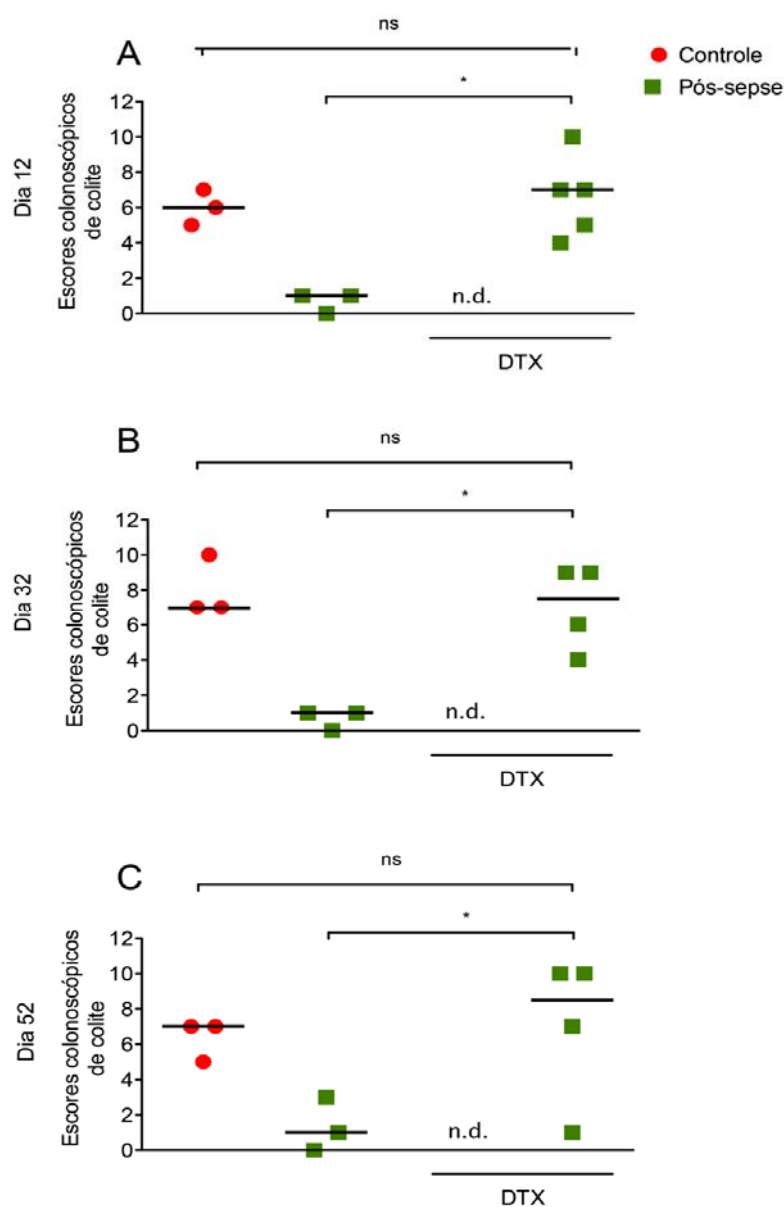 ns
A
Controle
Pós-sepse
*
Dia 12
Escores colonoscópicos
de colite
12
10
8
6
4
2
0
n.d.
DTX
ns
B
*
Dia 32
Escores colonoscópicos
de colite
12
10
8
6
4
2
0
n.d.
DTX
ns
C
*
Dia 52
Escores colonoscópicos
de colite
12
10
8
6
4
2
0
n.d.
DTX